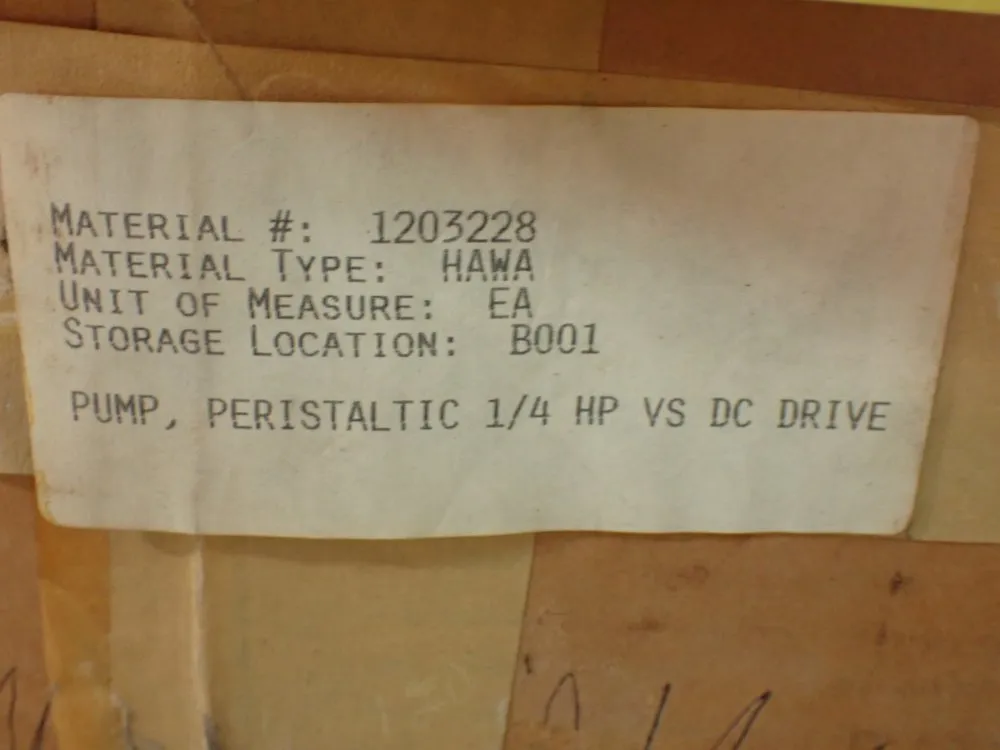 MATERIAL #: 1203228
MATERIAL TYPE: HAWA
UNIT OF MEASURE: EA
STORAGE LOCATION: B001
PUMP, PERISTALTIC 1/4 HP VS DC DRIVE